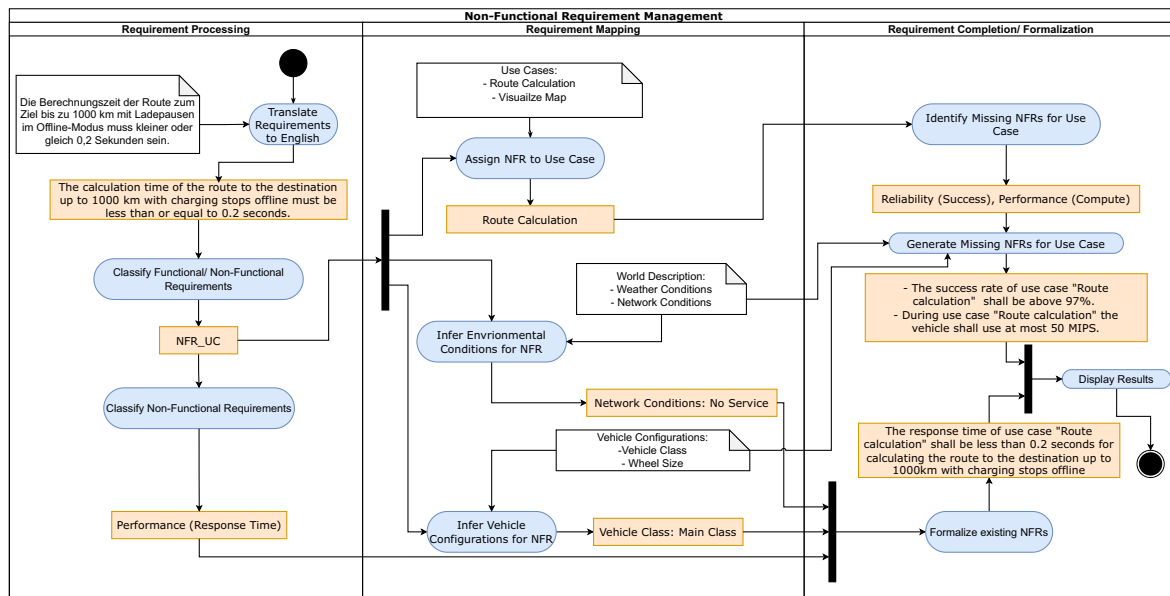 Non-Functional Requirement Management
Requirement Processing
Requirement Mapping
Requirement Completion/ Formalization
Die Berechnungszeit der Route zum
Ziel bis zu 1000 km mit Ladepausen
im Offline-Modus muss kleiner oder
gleich 0,2 Sekunden sein.
Translate
Requirements
to English
The calculation time of the route to the destination
up to 1000 km with charging stops offline must be
less than or equal to 0.2 seconds.
Classify Functional/ Non-Functional
Requirements
NFR_UC
Classify Non-Functional Requirements
Performance (Response Time)
Use Cases:
- Route Calculation
- Visuailze Map
Assign NFR to Use Case
Route Calculation
World Description:
- Weather Conditions
- Network Conditions
Infer Envrionmental
Conditions for NFR
Network Conditions: No Service
Vehicle Configurations:
-Vehicle Class
- Wheel Size
Infer Vehicle
Configurations for NFR
Vehicle Class: Main Class
Identify Missing NFRs for Use
Case
Reliability (Success), Performance (Compute)
Generate Missing NFRs for Use Case
- The success rate of use case "Route
calculation" shall be above 97%.
- During use case "Route calculation" the
vehicle shall use at most 50 MIPS.
Display Results
The response time of use case "Route
calculation" shall be less than 0.2 seconds for
calculating the route to the destination up to
1000km with charging stops offline
Formalize existing NFRs